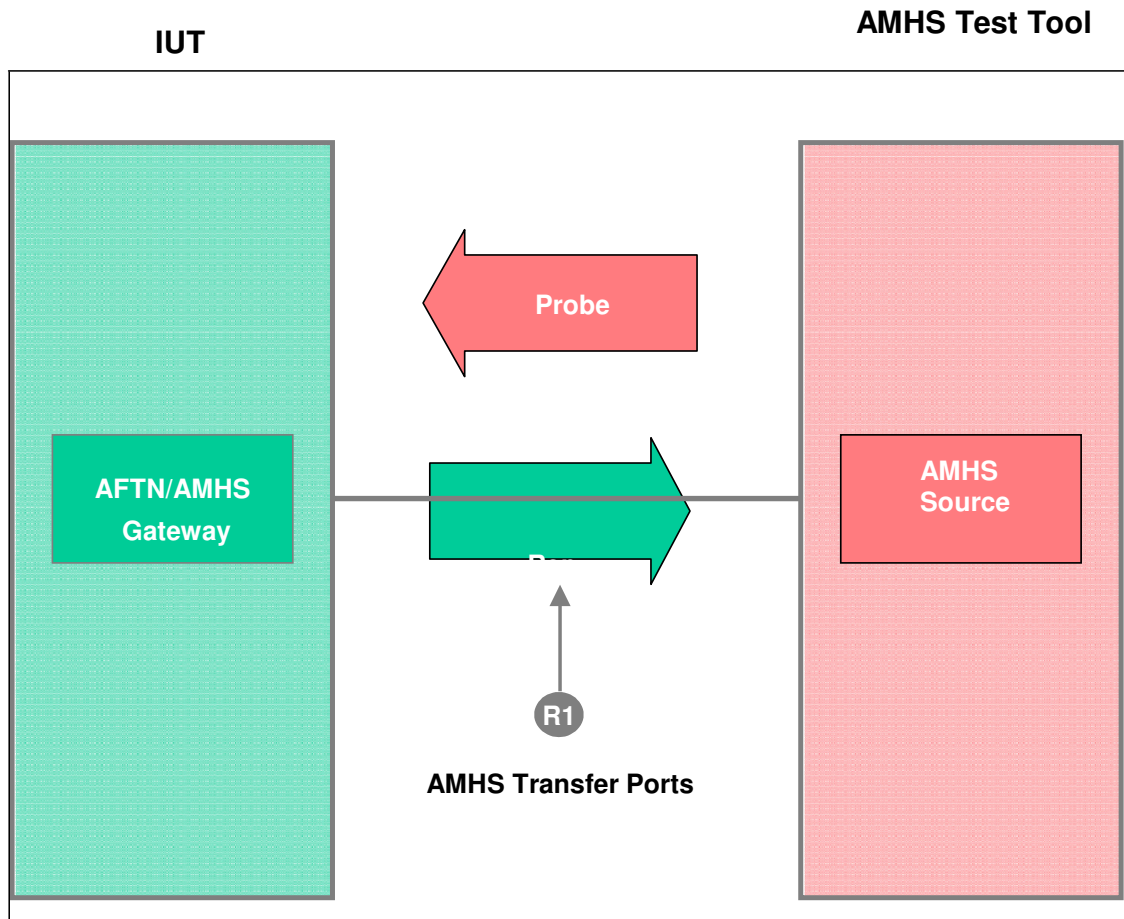 IUT
AMHS Test Tool
Probe
AFTN/AMHS
Gateway
AMHS
Source
R1
AMHS Transfer Ports